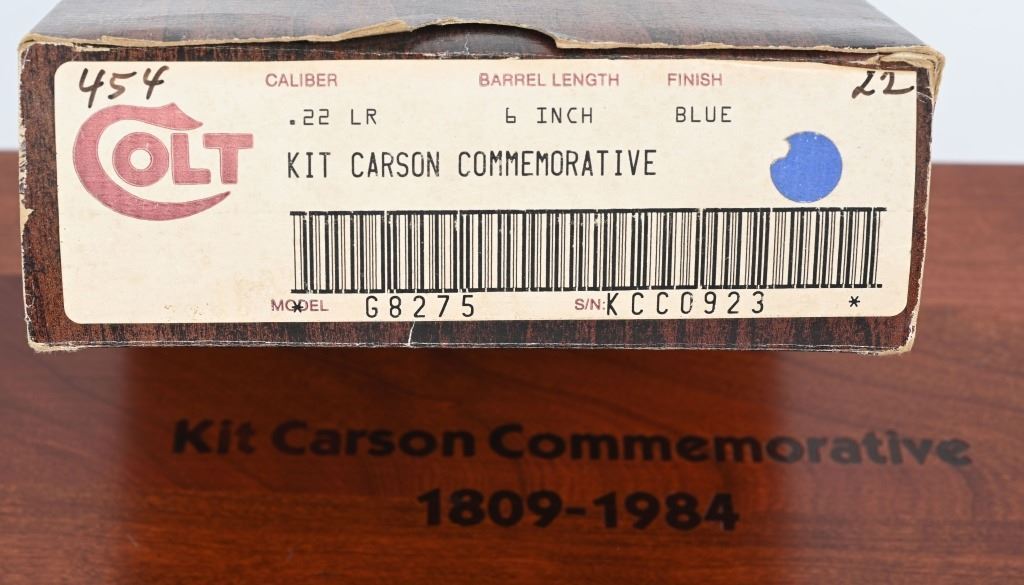 454 CALIBER BARREL LENGTH FINISH 22
COLT .22 LR 6 INCH BLUE
KIT CARSON COMMEMORATIVE
* MODEL G8275 S/N: KCC0923 *
Kit Carson Commemorative
1809-1984